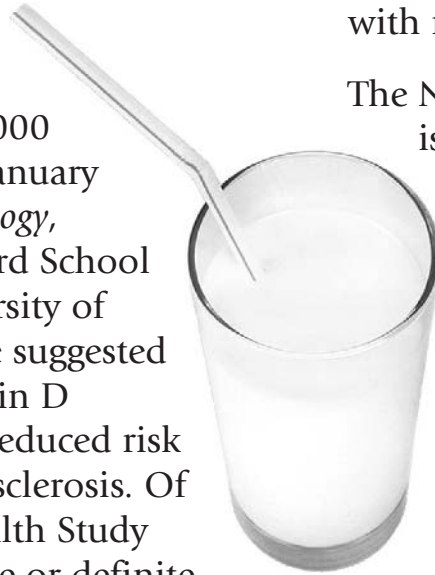 000
anuary
ogy,
rd School
rsity of
suggested
in D
educed risk
sclerosis. Of
alth Study
e or definite
with
The N
is